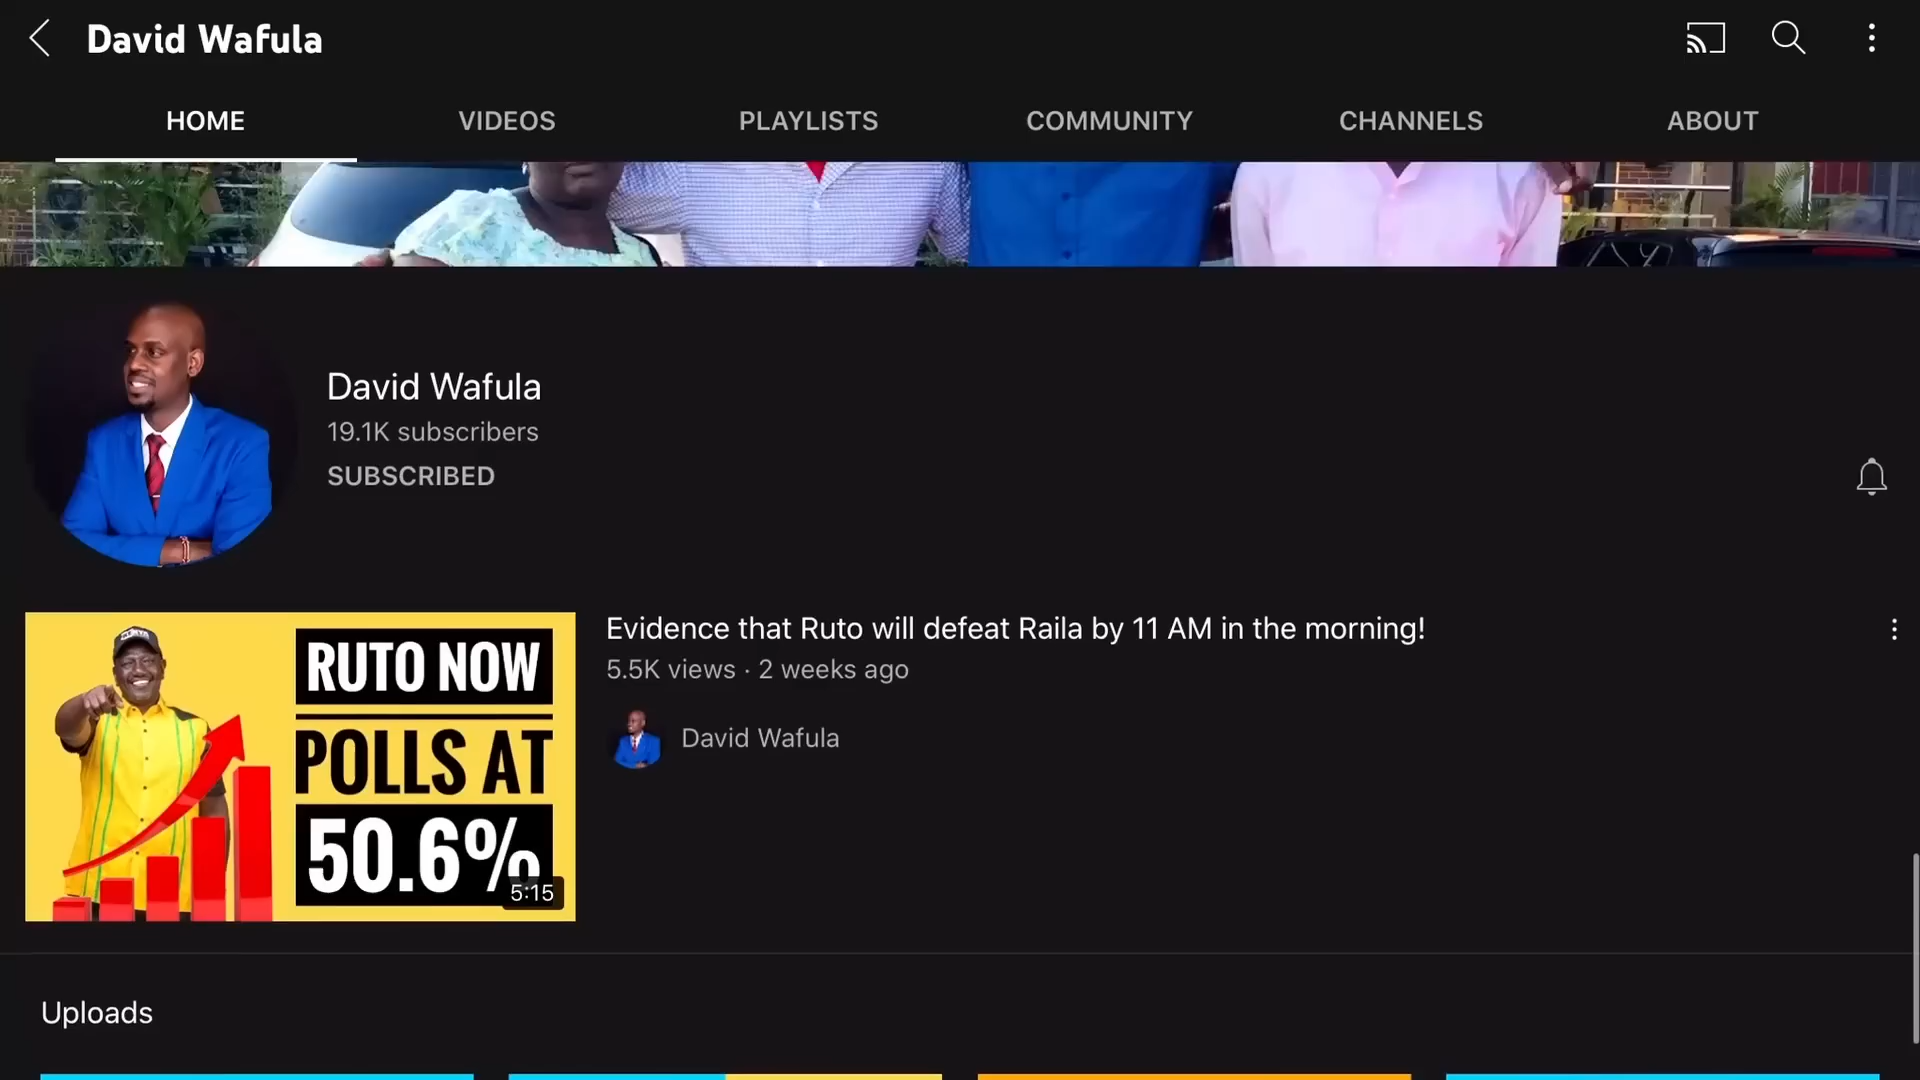 David Wafula
HOME VIDEOS PLAYLISTS COMMUNITY CHANNELS ABOUT
David Wafula
19.1K subscribers
SUBSCRIBED
RUTO NOW
POLLS AT
50.6%
5:15
Evidence that Ruto will defeat Raila by 11 AM in the morning!
5.5K views · 2 weeks ago
David Wafula
Uploads